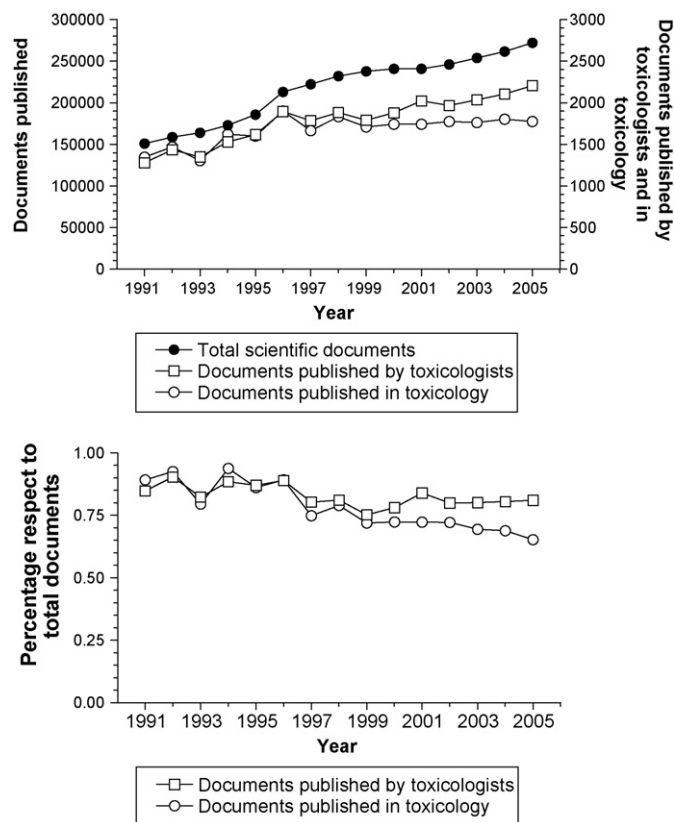 300000
250000
200000
150000
100000
50000
0
Documents published
3000
2500
2000
1500
1000
500
0
Documents published by
toxicologists and in
toxicology
1991 1993 1995 1997 1999 2001 2003 2005
Year
Total scientific documents
Documents published by toxicologists
Documents published in toxicology
1.00
0.75
0.50
0.25
0.00
Percentage respect to
total documents
1991 1993 1995 1997 1999 2001 2003 2005
Year
Documents published by toxicologists
Documents published in toxicology